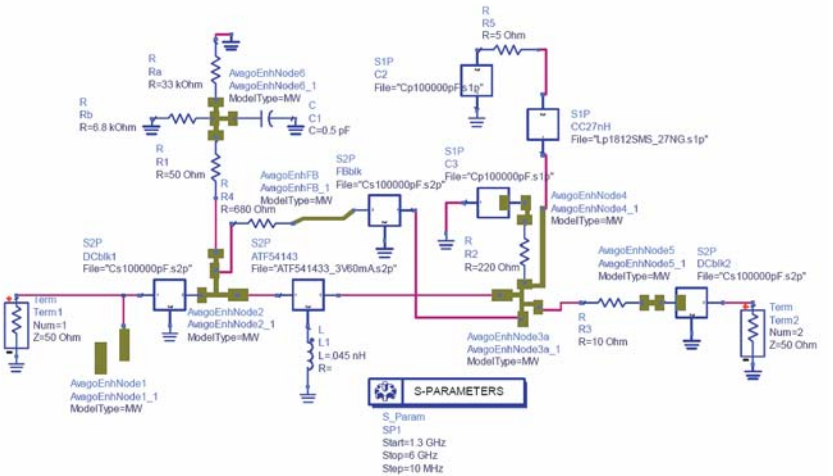 R
Ra
R=33 kOhm
AvagoEnhNode6
AvagoEnhNode6_1
ModelType=MW
R
Rb
R=6.8 kOhm
C
C1
C=0.5 pF
R
R1
R=50 Ohm
R
R4
R=680 Ohm
AvagoEnhFB
AvagoEnhFB_1
ModelType=MW
S2P
FBblk
File="Cs100000pF.s2p"
R
R5
R=5 Ohm
S1P
C2
File="Cp100000pF.s1p"
S1P
CC27nH
File="Lp1812SMS_27NG.s1p"
S1P
C3
File="Cp100000pF.s1p"
AvagoEnhNode4
AvagoEnhNode4_1
ModelType=MW
R
R2
R=220 Ohm
S2P
DCblk1
File="Cs100000pF.s2p"
S2P
ATF54143
File="ATF541433_3V60mA.s2p"
AvagoEnhNode5
AvagoEnhNode5_1
ModelType=MW
S2P
DCblk2
File="Cs100000pF.s2p"
Term
Term1
Num=1
Z=50 Ohm
AvagoEnhNode2
AvagoEnhNode2_1
ModelType=MW
L
L1
L=.045 nH
R=
AvagoEnhNode3a
AvagoEnhNode3a_1
ModelType=MW
R
R3
R=10 Ohm
Term
Term2
Num=2
Z=50 Ohm
AvagoEnhNode1
AvagoEnhNode1_1
ModelType=MW
S-PARAMETERS
S_Param
SP1
Start=1.3 GHz
Stop=6 GHz
Step=10 MHz